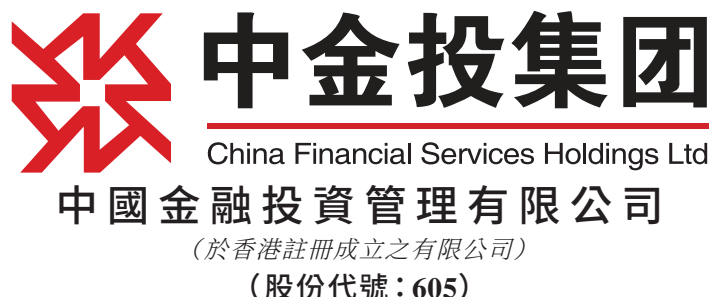 中金投集团
China Financial Services Holdings Ltd
中國金融投資管理有限公司
（於香港註冊成立之有限公司）
（股份代號：605）